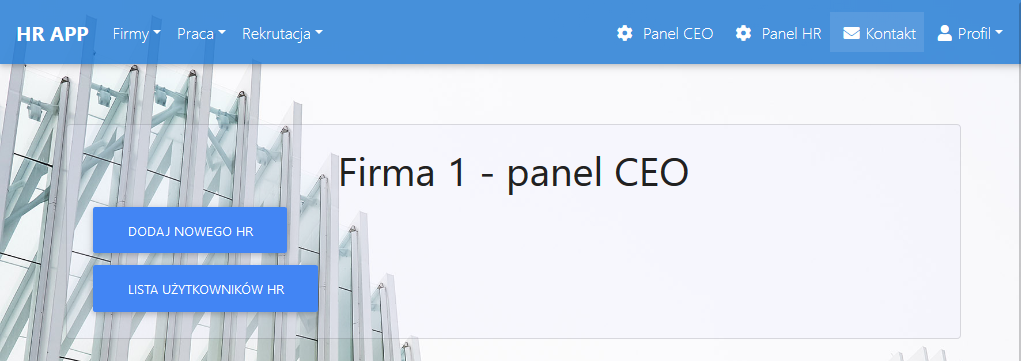 HR APP Firmy Praca Rekrutacja Panel CEO Panel HR Kontakt Profil
Firma 1 - panel CEO
DODAJ NOWEGO HR
LISTA UŻYTKOWNIKÓW HR